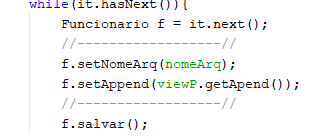 while(it.hasNext()){
Funcionario f = it.next();
//------------------//
f.setNomeArq(nomeArq);
f.setAppend(viewP.getApend());
//------------------//
f.salvar();